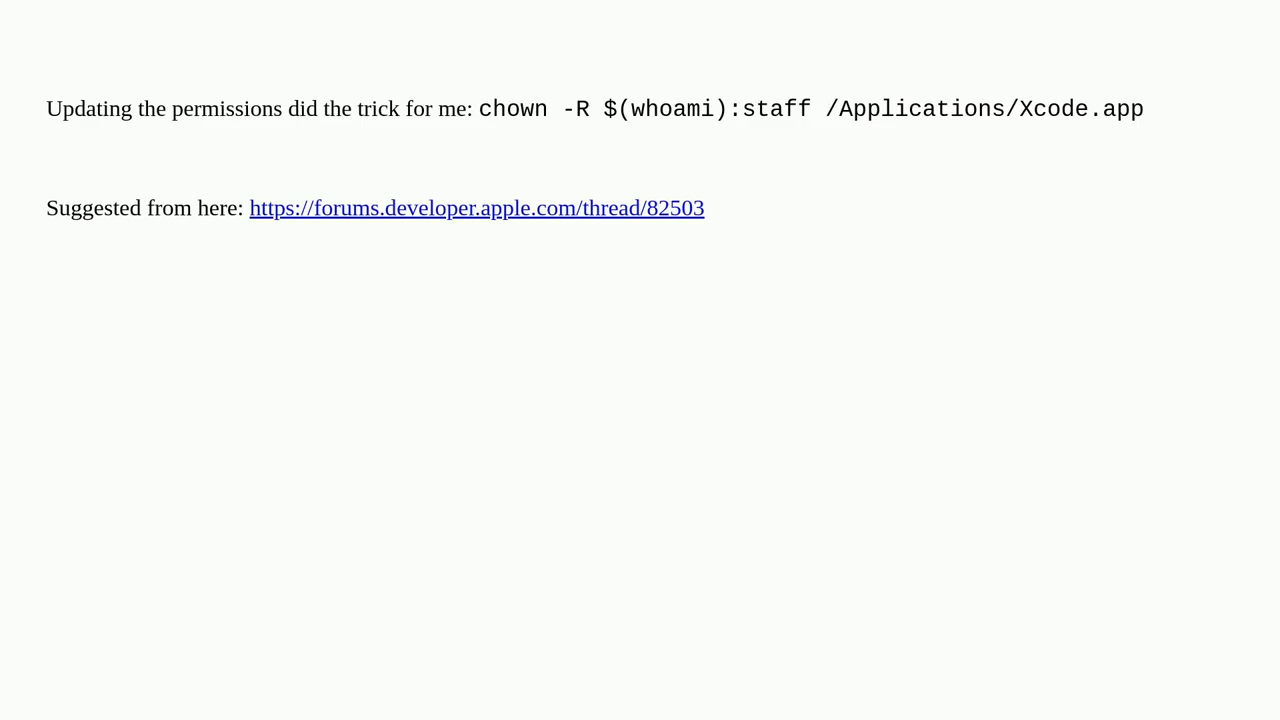 Updating the permissions did the trick for me: chown -R $(whoami):staff /Applications/Xcode.app
Suggested from here: https://forums.developer.apple.com/thread/82503